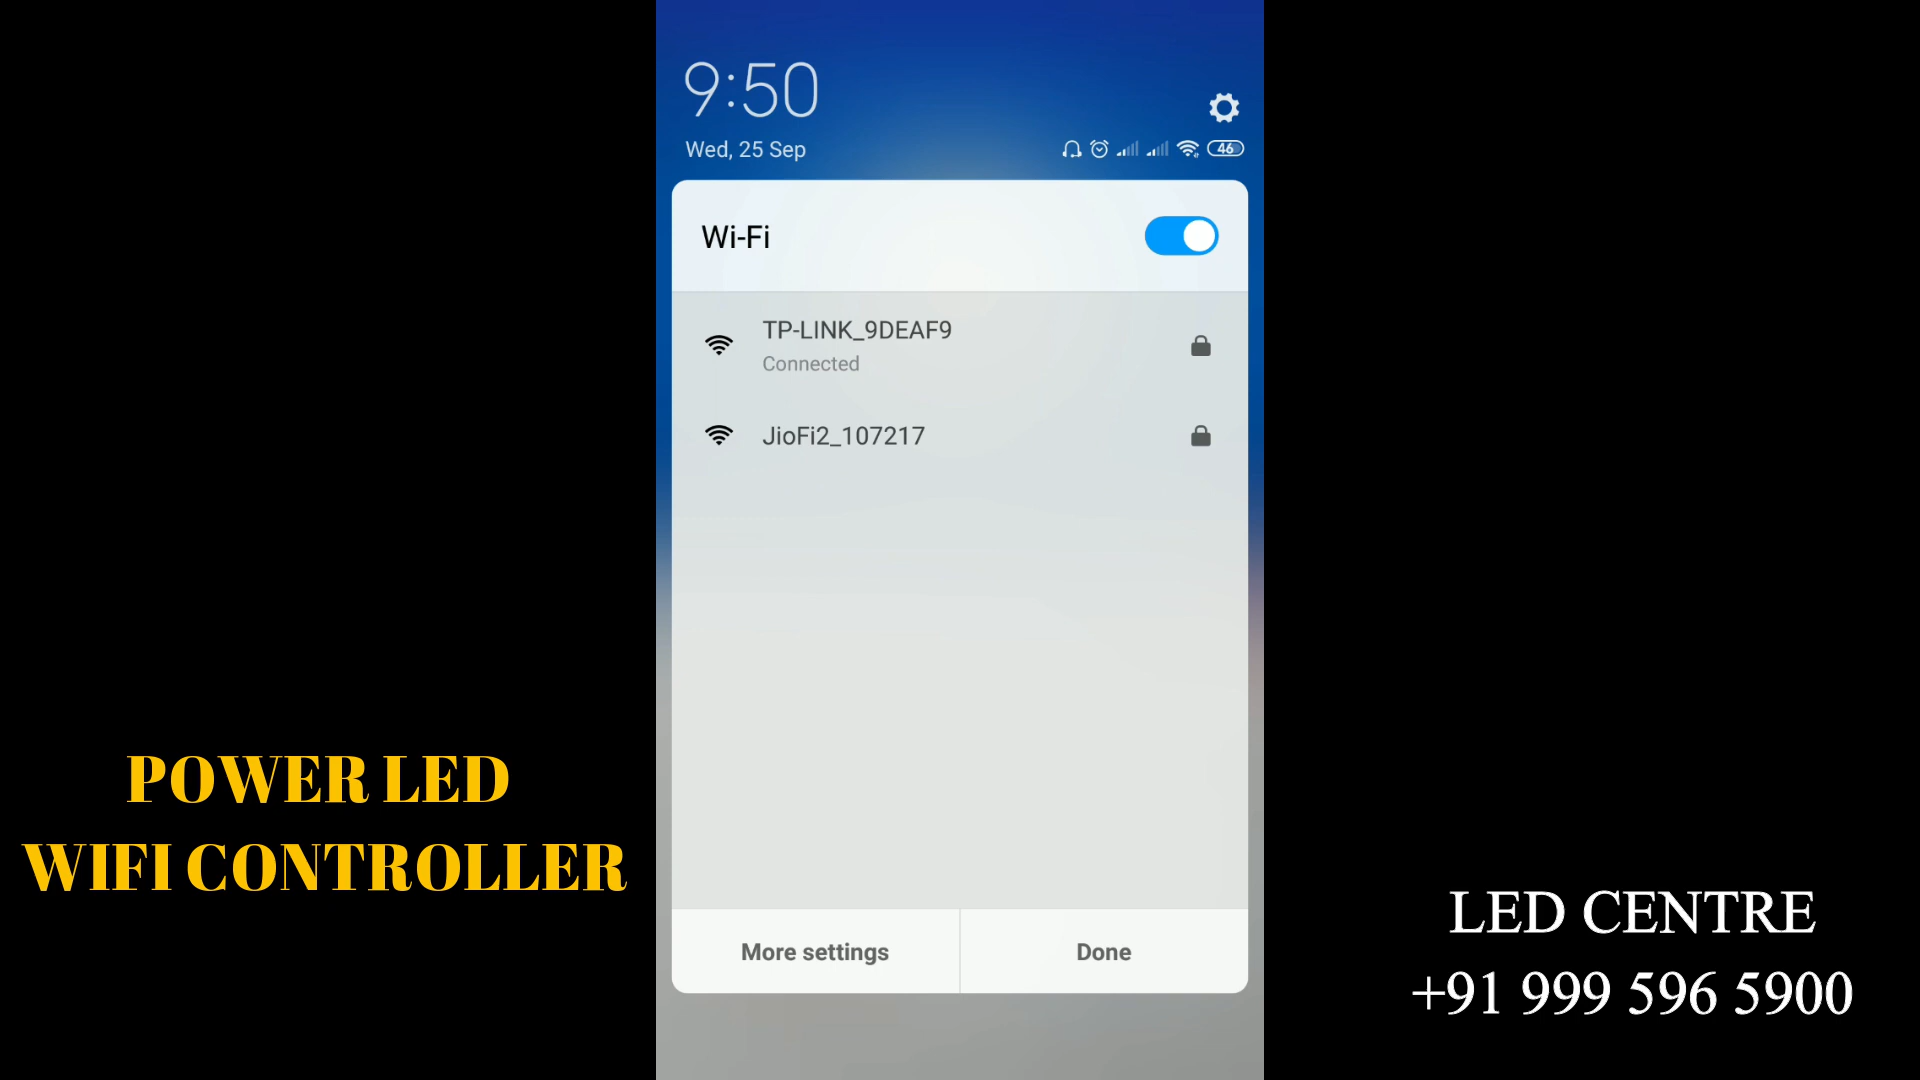 9:50
Wed, 25 Sep
46
Wi-Fi
TP-LINK_9DEAF9
Connected
JioFi2_107217
More settings
Done
POWER LED
WIFI CONTROLLER
LED CENTRE
+91 999 596 5900